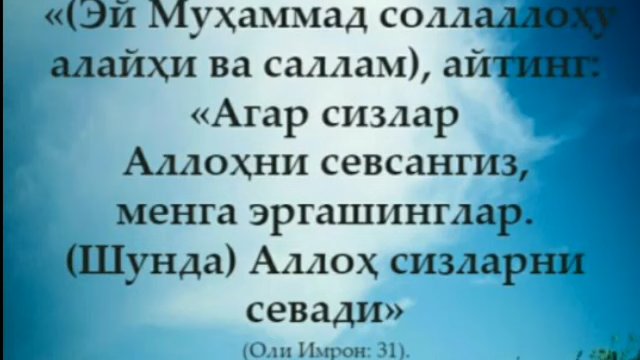 «(Эй Муҳаммад соллаллоҳу
алайҳи ва саллам), айтинг:
«Агар сизлар
Аллоҳни севсангиз,
менга эргашинглар.
(Шунда) Аллоҳ сизларни
севади»
(Оли Имрон: 31).